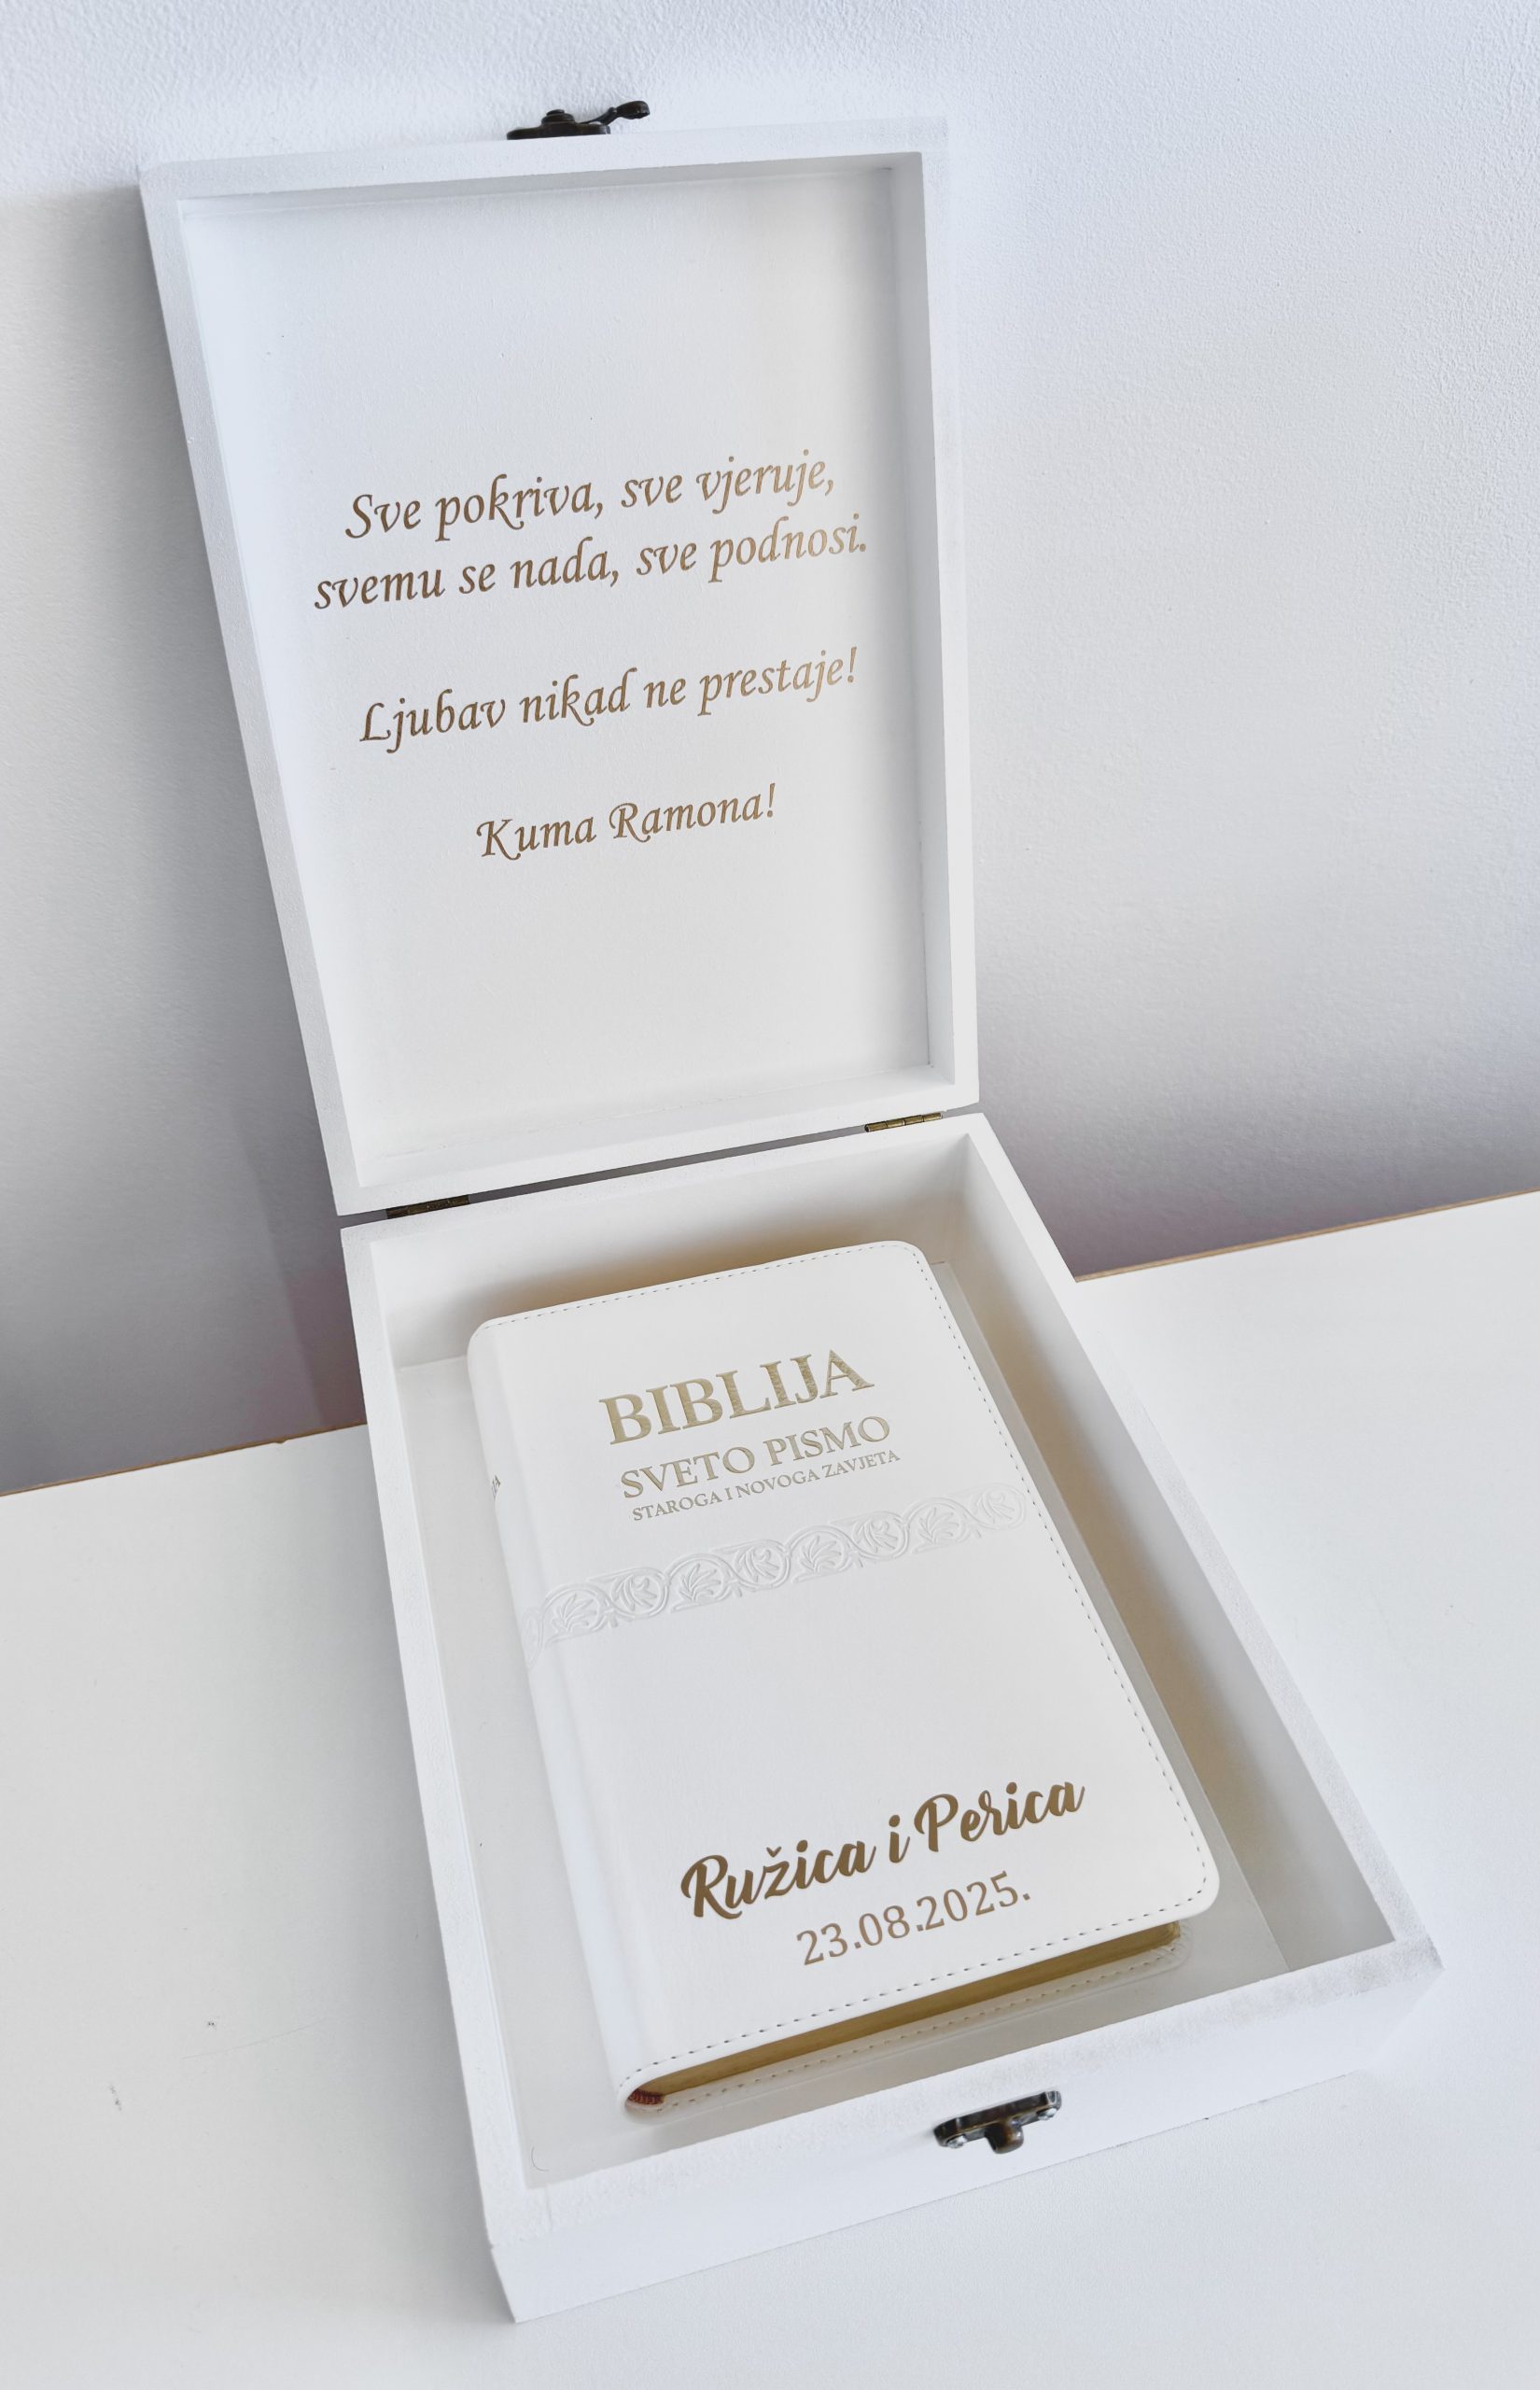 Sve pokriva, sve vjeruje,
svemu se nada, sve podnosi.
Ljubav nikad ne prestaje!
Kuma Ramona!
BIBLIJA
SVETO PISMO
STAROGA I NOVOGA ZAVJETA
Ružica i Perica
23.08.2025.